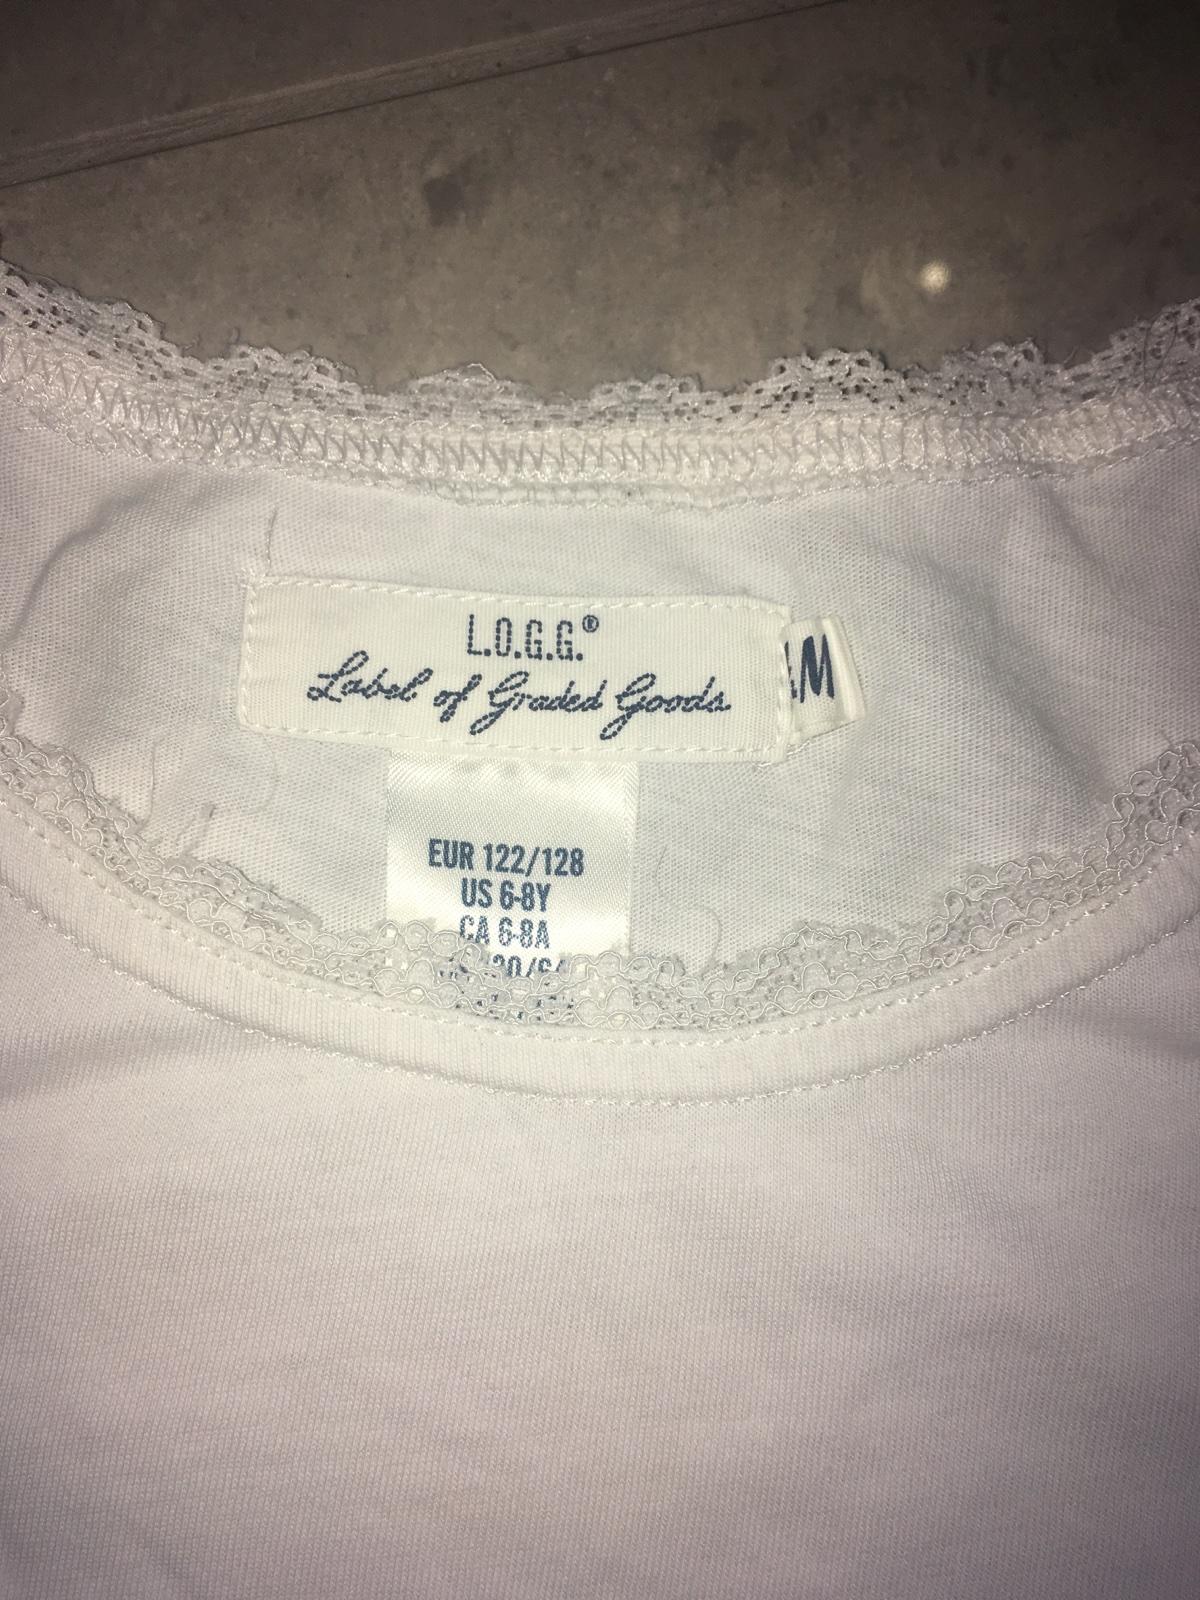 L.O.G.G.®
Label of Graded Goods
M
EUR 122/128
US 6-8Y
CA 6-8A